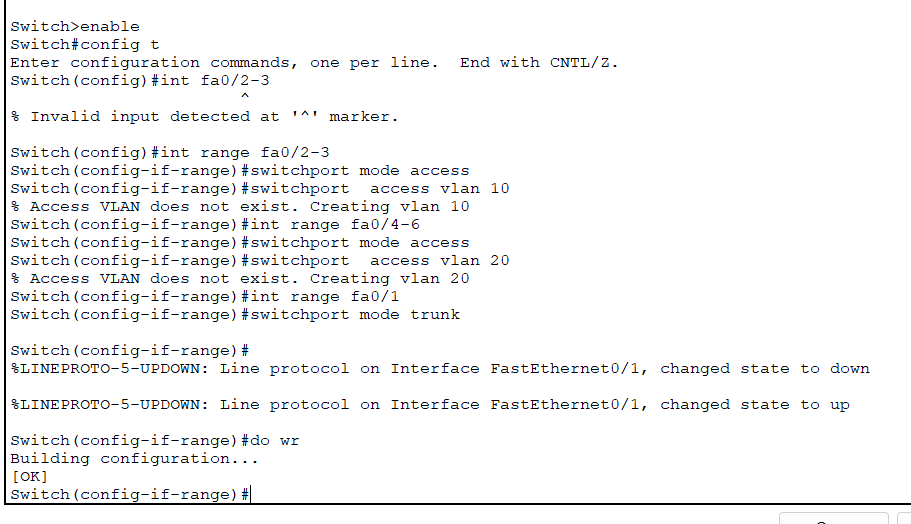 Switch>enable
Switch#config t
Enter configuration commands, one per line.  End with CNTL/Z.
Switch(config)#int fa0/2-3
^
% Invalid input detected at '^' marker.
Switch(config)#int range fa0/2-3
Switch(config-if-range)#switchport mode access
Switch(config-if-range)#switchport  access vlan 10
% Access VLAN does not exist. Creating vlan 10
Switch(config-if-range)#int range fa0/4-6
Switch(config-if-range)#switchport mode access
Switch(config-if-range)#switchport  access vlan 20
% Access VLAN does not exist. Creating vlan 20
Switch(config-if-range)#int range fa0/1
Switch(config-if-range)#switchport mode trunk
Switch(config-if-range)#
%LINEPROTO-5-UPDOWN: Line protocol on Interface FastEthernet0/1, changed state to down
%LINEPROTO-5-UPDOWN: Line protocol on Interface FastEthernet0/1, changed state to up
Switch(config-if-range)#do wr
Building configuration...
[OK]
Switch(config-if-range)#